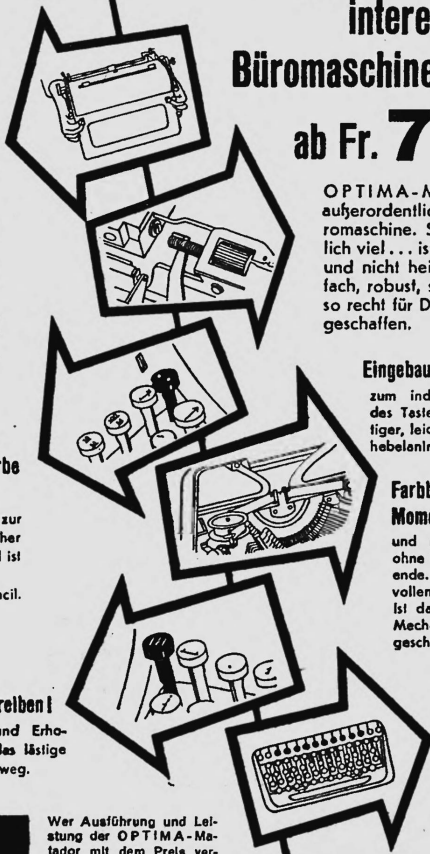 intere
Büromaschine
ab Fr. 7
OPTIMA-M
außerordentlic
romaschine. S
lich viel... is
und nicht hei
fach, robust, s
so recht für D
geschaffen.
Eingebau
zum ind
des Taste
tiger, leic
hebelanin
Farbb
Mome
und
ohne
ende.
vollen
Ist da
Mech
gesch
rbe
zur
her
l ist
ncil.
reiben!
und Erho-
das lästige
weg.
Wer Ausführung und Lei-
stung der OPTIMA-Ma-
tador mit dem Preis ver-